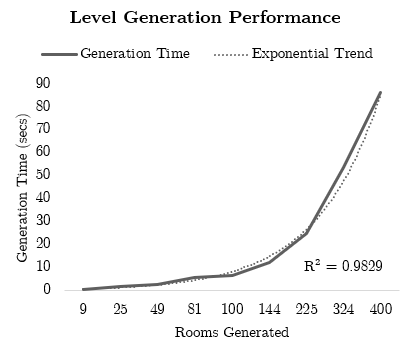 Level Generation Performance
Generation Time
Exponential Trend
Generation Time (secs)
90
80
70
60
50
40
30
20
10
0
R² = 0.9829
9 25 49 81 100 144 225 324 400
Rooms Generated